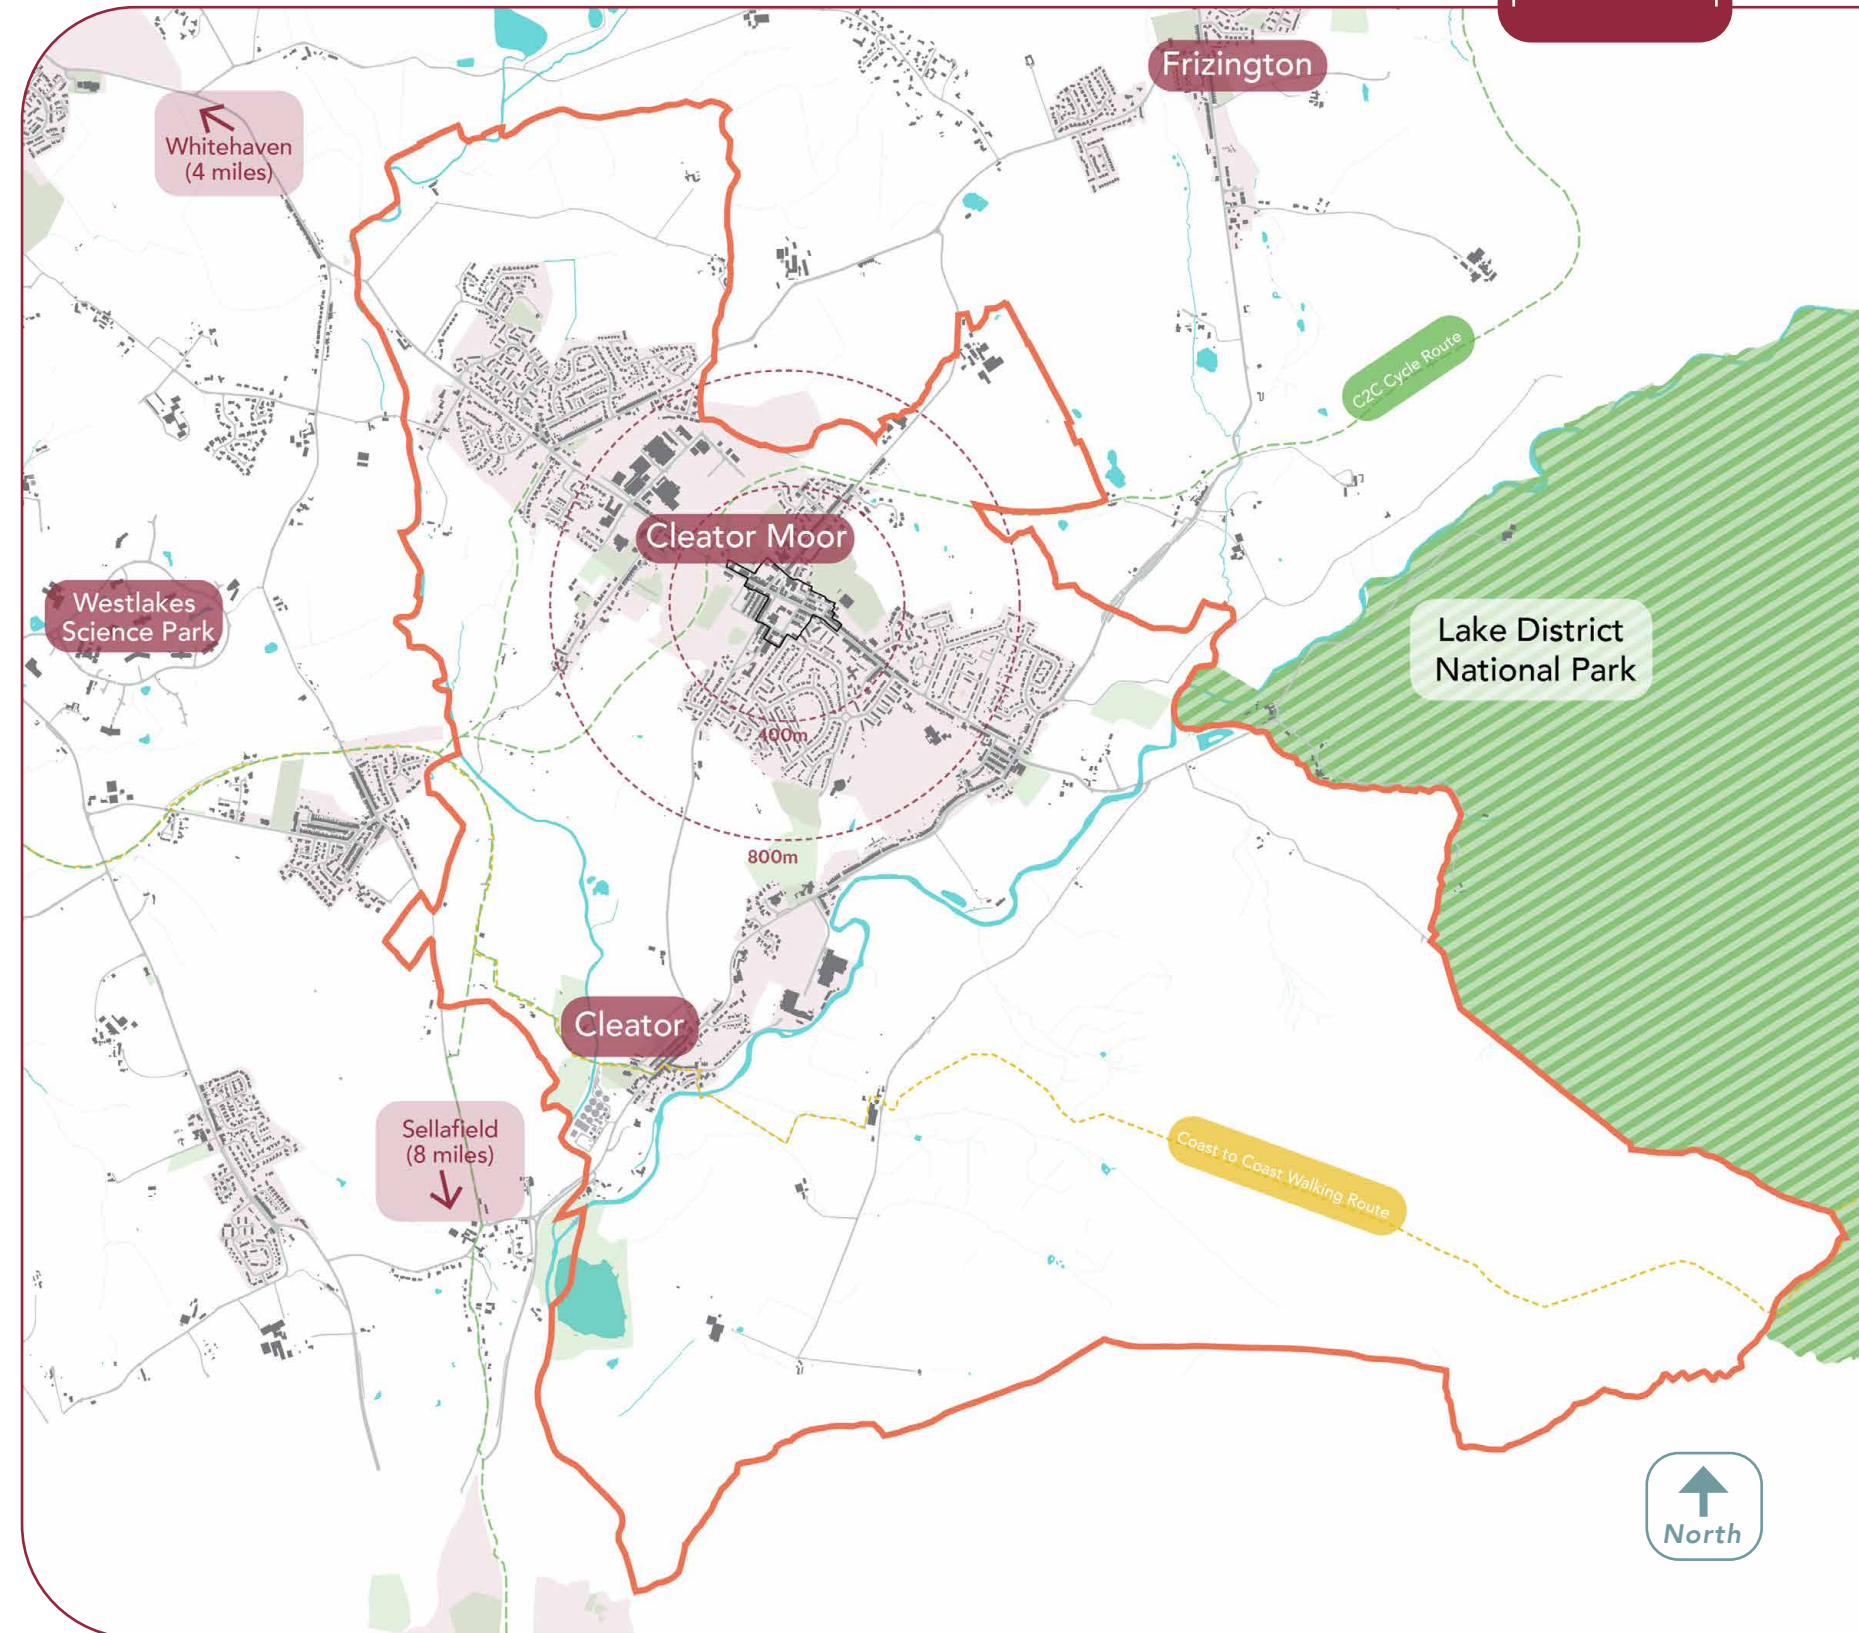 Frizington
Whitehaven
(4 miles)
C2C Cycle Route
Cleator Moor
Westlakes
Science Park
Lake District
National Park
400m
800m
Cleator
Sellafield
(8 miles)
Coast to Coast Walking Route
North